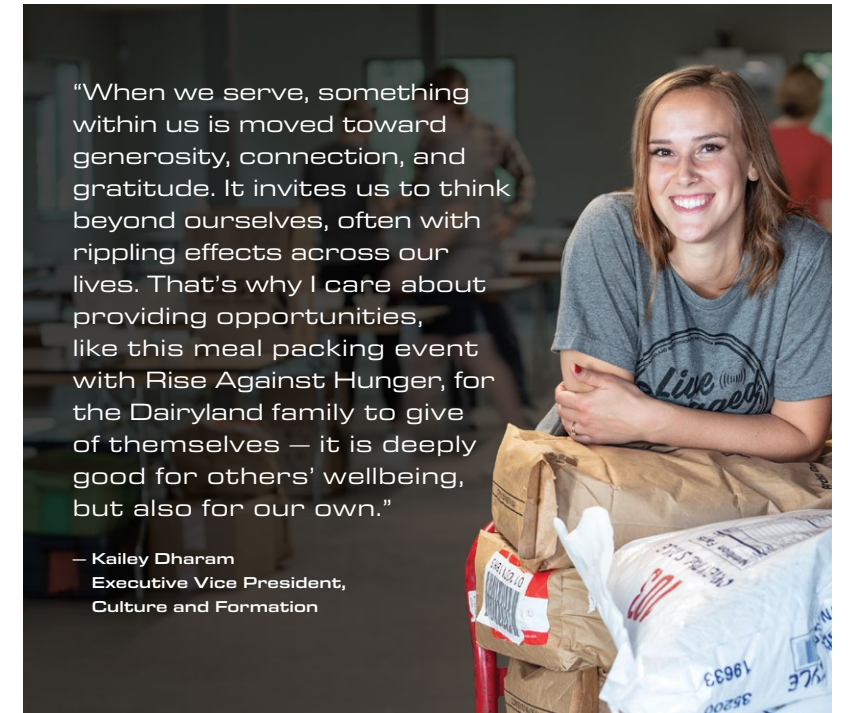 “When we serve, something
within us is moved toward
generosity, connection, and
gratitude. It invites us to think
beyond ourselves, often with
rippling effects across our
lives. That’s why I care about
providing opportunities,
like this meal packing event
with Rise Against Hunger, for
the Dairyland family to give
of themselves — it is deeply
good for others’ wellbeing,
but also for our own.”
— Kailey Dharam
Executive Vice President,
Culture and Formation
Live
19633
35200